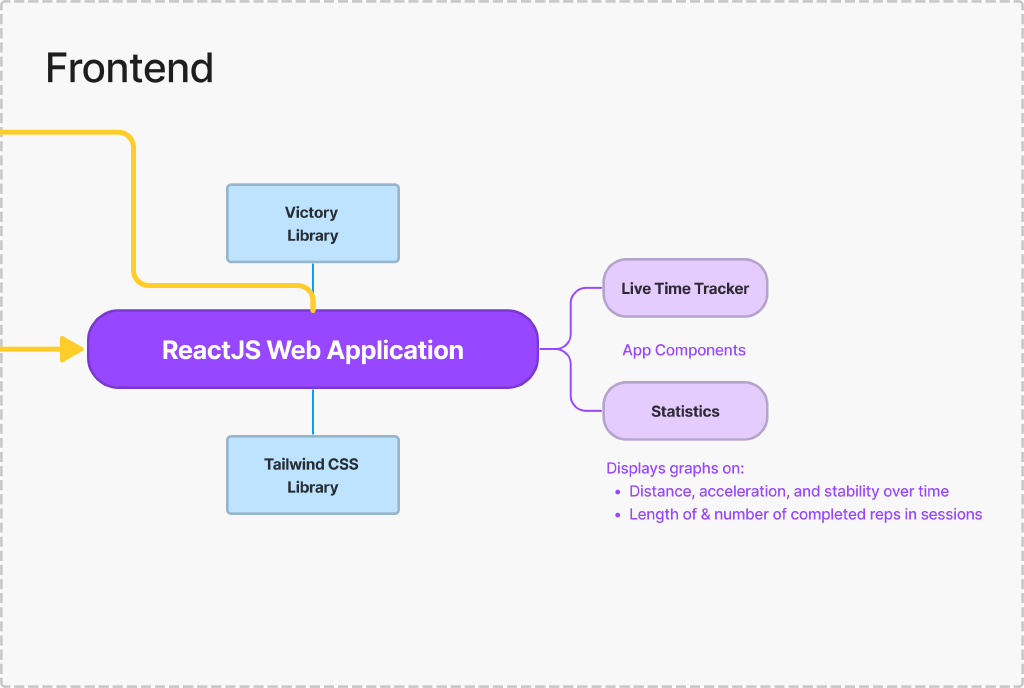 Frontend
Victory
Library
ReactJS Web Application
Tailwind CSS
Library
Live Time Tracker
App Components
Statistics
Displays graphs on:
• Distance, acceleration, and stability over time
• Length of & number of completed reps in sessions